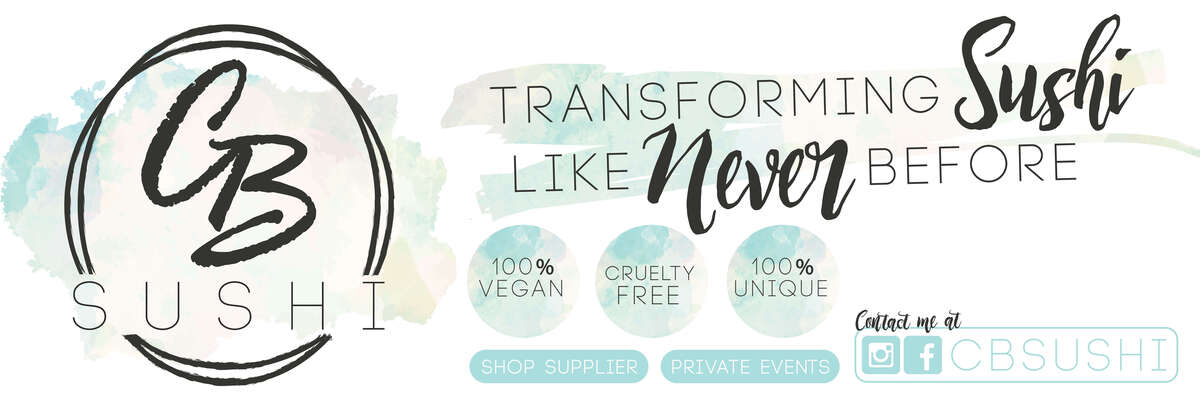 CB
SUSHI
TRANSFORMING Sushi
LIKE Never BEFORE
100%
VEGAN
CRUELTY
FREE
100%
UNIQUE
SHOP SUPPLIER
PRIVATE EVENTS
Contact me at
CBSUSHI